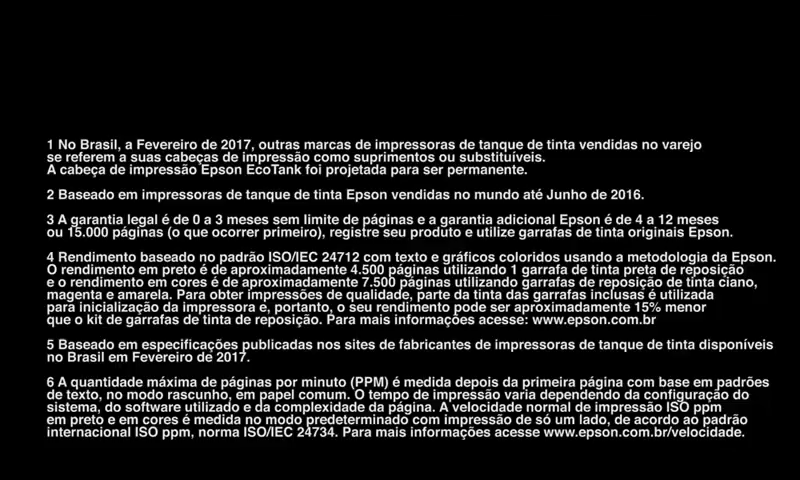 1 No Brasil, a Fevereiro de 2017, outras marcas de impressoras de tanque de tinta vendidas no varejo
se referem a suas cabeças de impressão como suprimentos ou substituíveis.
A cabeça de impressão Epson EcoTank foi projetada para ser permanente.
2 Baseado em impressoras de tanque de tinta Epson vendidas no mundo até Junho de 2016.
3 A garantia legal é de 0 a 3 meses sem limite de páginas e a garantia adicional Epson é de 4 a 12 meses
ou 15.000 páginas (o que ocorrer primeiro), registre seu produto e utilize garrafas de tinta originais Epson.
4 Rendimento baseado no padrão ISO/IEC 24712 com texto e gráficos coloridos usando a metodologia da Epson.
O rendimento em preto é de aproximadamente 4.500 páginas utilizando 1 garrafa de tinta preta de reposição
e o rendimento em cores é de aproximadamente 7.500 páginas utilizando garrafas de reposição de tinta ciano,
magenta e amarela. Para obter impressões de qualidade, parte da tinta das garrafas inclusas é utilizada
para inicialização da impressora e, portanto, o seu rendimento pode ser aproximadamente 15% menor
que o kit de garrafas de tinta de reposição. Para mais informações acesse: www.epson.com.br
5 Baseado em especificações publicadas nos sites de fabricantes de impressoras de tanque de tinta disponíveis
no Brasil em Fevereiro de 2017.
6 A quantidade máxima de páginas por minuto (PPM) é medida depois da primeira página com base em padrões
de texto, no modo rascunho, em papel comum. O tempo de impressão varia dependendo da configuração do
sistema, do software utilizado e da complexidade da página. A velocidade normal de impressão ISO ppm
em preto e em cores é medida no modo predeterminado com impressão de só um lado, de acordo ao padrão
internacional ISO ppm, norma ISO/IEC 24734. Para mais informações acesse www.epson.com.br/velocidade.